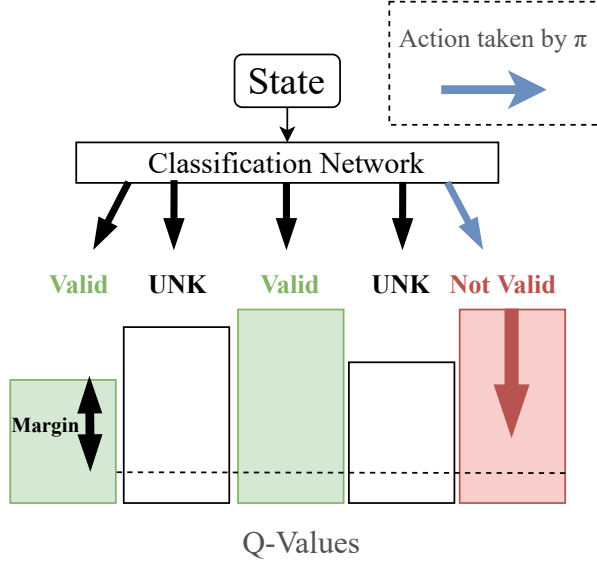 Action taken by π
State
Classification Network
Valid
UNK
Valid
UNK
Not Valid
Margin
Q-Values